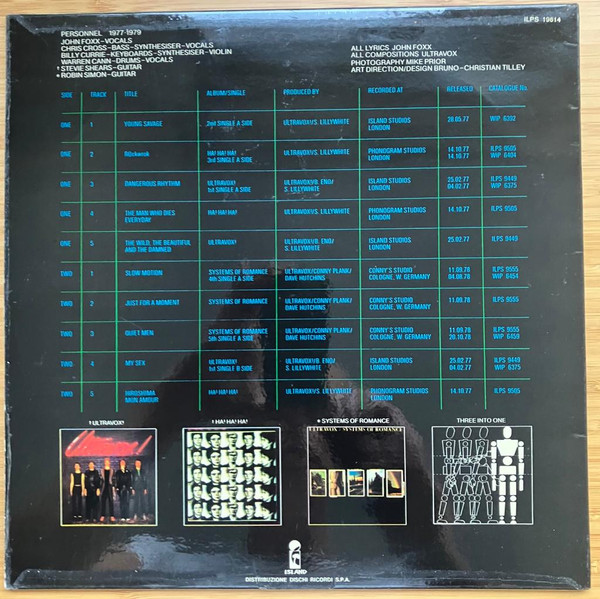 ILPS 19614
PERSONNEL 1977-1979
JOHN FOXX-VOCALS
CHRIS CROSS-BASS-SYNTHESISER-VOCALS
BILLY CURRIE-KEYBOARDS-SYNTHESISER-VIOLIN
WARREN CANN-DRUMS-VOCALS
STEVIE SHEARS-GUITAR
ROBIN SIMON-GUITAR
ALL LYRICS JOHN FOXX
ALL COMPOSITIONS ULTRAVOX
PHOTOGRAPHY MIKE PRIOR
ART DIRECTION/DESIGN BRUNO-CHRISTIAN TILLEY
SIDE TRACK TITLE ALBUM/SINGLE PRODUCED BY RECORDED AT RELEASED CATALOGUE No.
ONE 1 YOUNG SAVAGE 2nd SINGLE A SIDE ULTRAVOX/S. LILLYWHITE ISLAND STUDIOS 28.05.77 WIP 6392
LONDON
ONE 2 ROckwrok HA! HA! HA! ULTRAVOX/S. LILLYWHITE PHONOGRAM STUDIOS 14.10.77 ILPS 9505
3rd SINGLE A SIDE LONDON 14.10.77 WIP 6404
ONE 3 DANGEROUS RHYTHM ULTRAVOX! ULTRAVOX/B. ENO/ ISLAND STUDIOS 25.02.77 ILPS 9449
1st SINGLE A SIDE S. LILLYWHITE LONDON 04.02.77 WIP 6375
ONE 4 THE MAN WHO DIES HA! HA! HA! ULTRAVOX/S. LILLYWHITE PHONOGRAM STUDIOS 14.10.77 ILPS 9505
EVERYDAY LONDON
ONE 5 THE WILD, THE BEAUTIFUL ULTRAVOX! ULTRAVOX/B. ENO/ ISLAND STUDIOS 25.02.77 ILPS 9449
AND THE DAMNED S. LILLYWHITE LONDON
TWO 1 SLOW MOTION SYSTEMS OF ROMANCE ULTRAVOX/CONNY PLANK/ CONNY'S STUDIO 11.09.78 ILPS 9555
4th SINGLE A SIDE DAVE HUTCHINS COLOGNE, W. GERMANY 04.08.78 WIP 6454
TWO 2 JUST FOR A MOMENT SYSTEMS OF ROMANCE ULTRAVOX/CONNY PLANK/ CONNY'S STUDIO 11.09.78 ILPS 9555
DAVE HUTCHINS COLOGNE, W. GERMANY
TWO 3 QUIET MEN SYSTEMS OF ROMANCE ULTRAVOX/CONNY PLANK/ CONNY'S STUDIO 11.09.78 ILPS 9555
5th SINGLE A SIDE DAVE HUTCHINS COLOGNE, W. GERMANY 20.10.78 WIP 6459
TWO 4 MY SEX ULTRAVOX! ULTRAVOX/B. ENO/ ISLAND STUDIOS 25.02.77 ILPS 9449
1st SINGLE B SIDE S. LILLYWHITE LONDON 04.02.77 WIP 6375
TWO 5 HIROSHIMA HA! HA! HA! ULTRAVOX/S. LILLYWHITE PHONOGRAM STUDIOS 14.10.77 ILPS 9505
MON AMOUR LONDON
ULTRAVOX! HA! HA! HA! SYSTEMS OF ROMANCE THREE INTO ONE
Ultravox!
ULTRAVOX : SYSTEMS OF ROMANCE
ISLAND
DISTRIBUZIONE DISCHI RICORDI S.P.A.